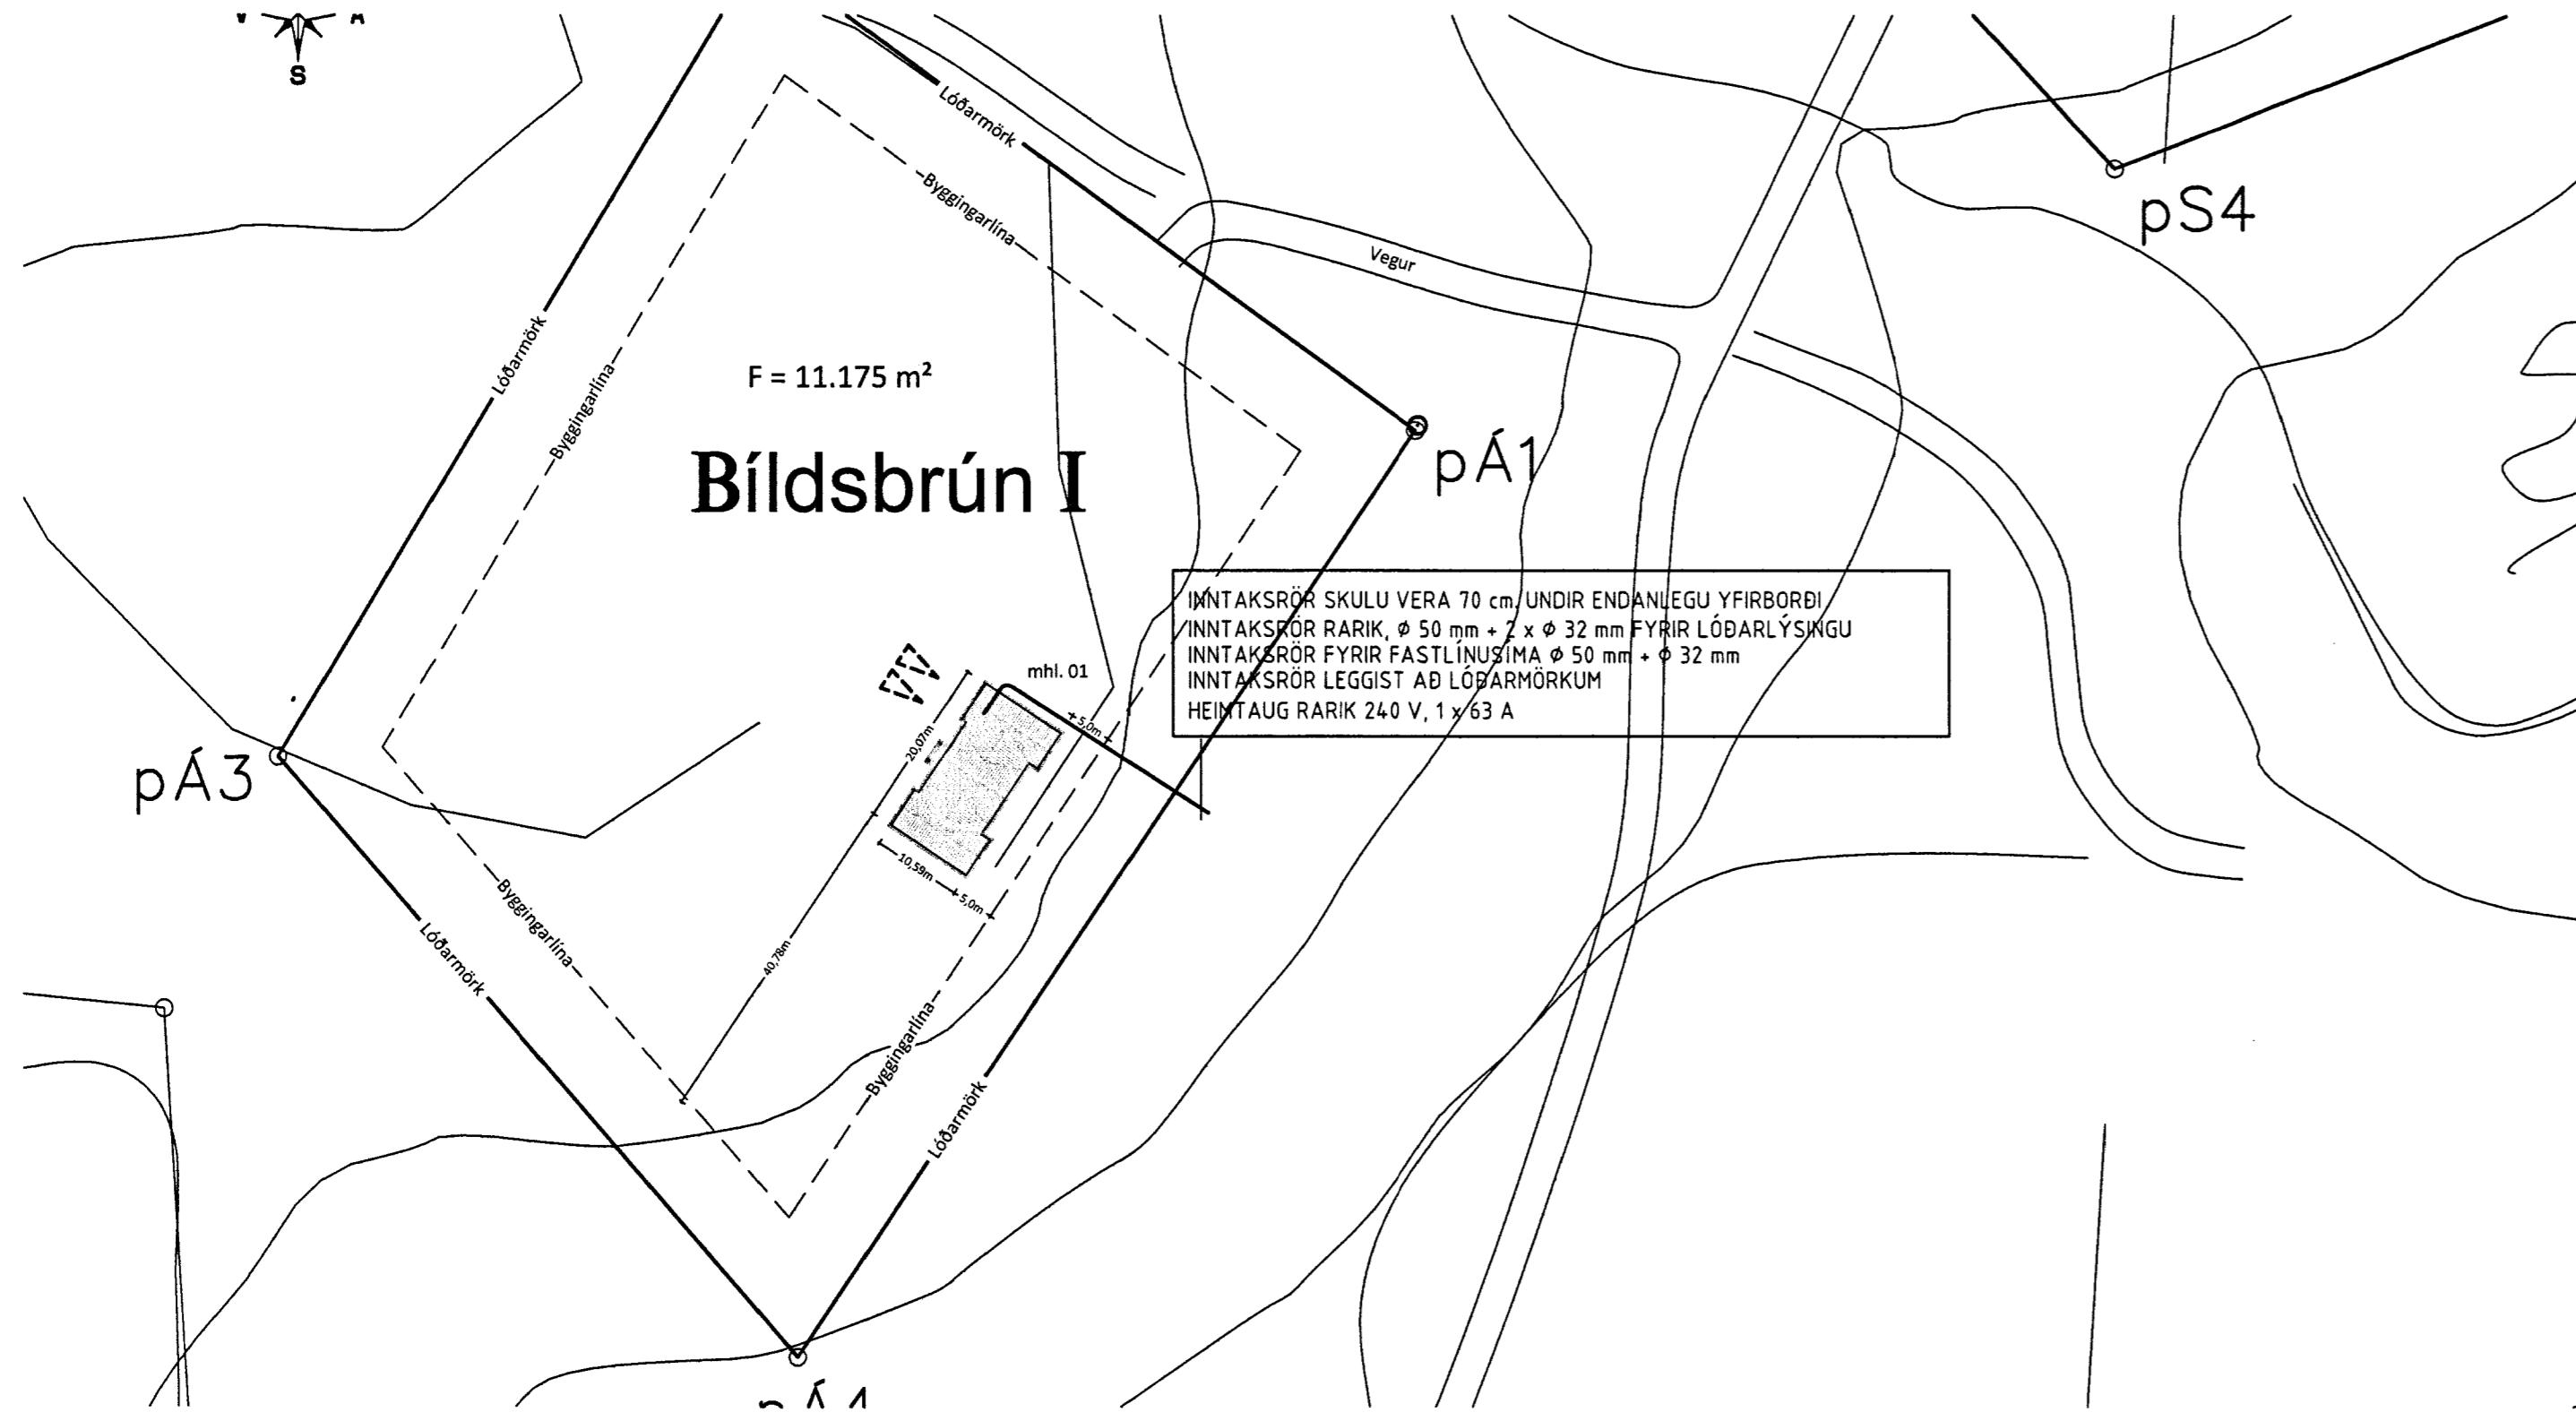 S
Lóðarmörk
Byggingarlína
pS4
Vegur
Lóðarmörk
Byggingarlína
F = 11.175 m²
Bíldsbrún I
pÁ1
INNTAKSRÖR SKULU VERA 70 cm. UNDIR ENDANLEGU YFIRBORÐI
INNTAKSRÖR RARIK, ϕ 50 mm + 2 x ϕ 32 mm FYRIR LÓÐARLÝSINGU
INNTAKSRÖR FYRIR FASTLÍNUSÍMA ϕ 50 mm + ϕ 32 mm
INNTAKSRÖR LEGGIST AÐ LÓÐARMÖRKUM
HEIMTAUG RARIK 240 V, 1 x 63 A
mhl. 01
5,0m
20,07m
pÁ3
10,59m
5,0m
Byggingarlína
Lóðarmörk
40,78m
Byggingarlína
Lóðarmörk